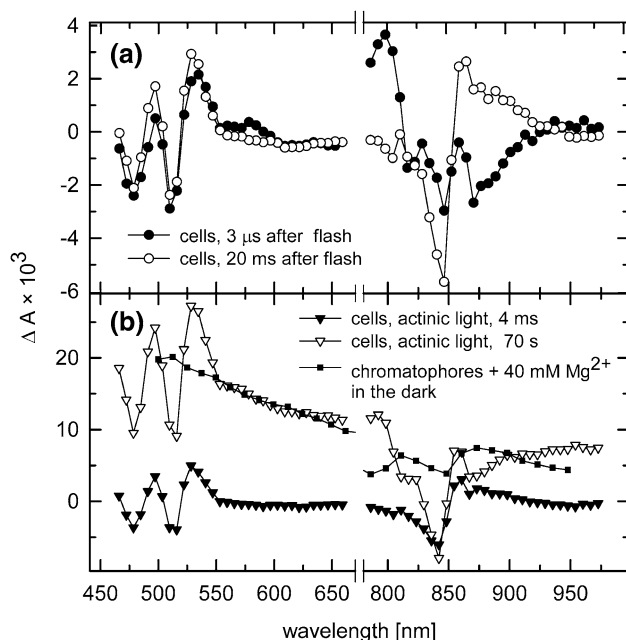 4
2
0
-2
-4
-6
(a)
cells, 3 μs after flash
cells, 20 ms after flash
Δ A × 10³
20
10
0
(b)
cells, actinic light, 4 ms
cells, actinic light, 70 s
chromatophores + 40 mM Mg²⁺
in the dark
450 500 550 600 650 800 850 900 950
wavelength [nm]